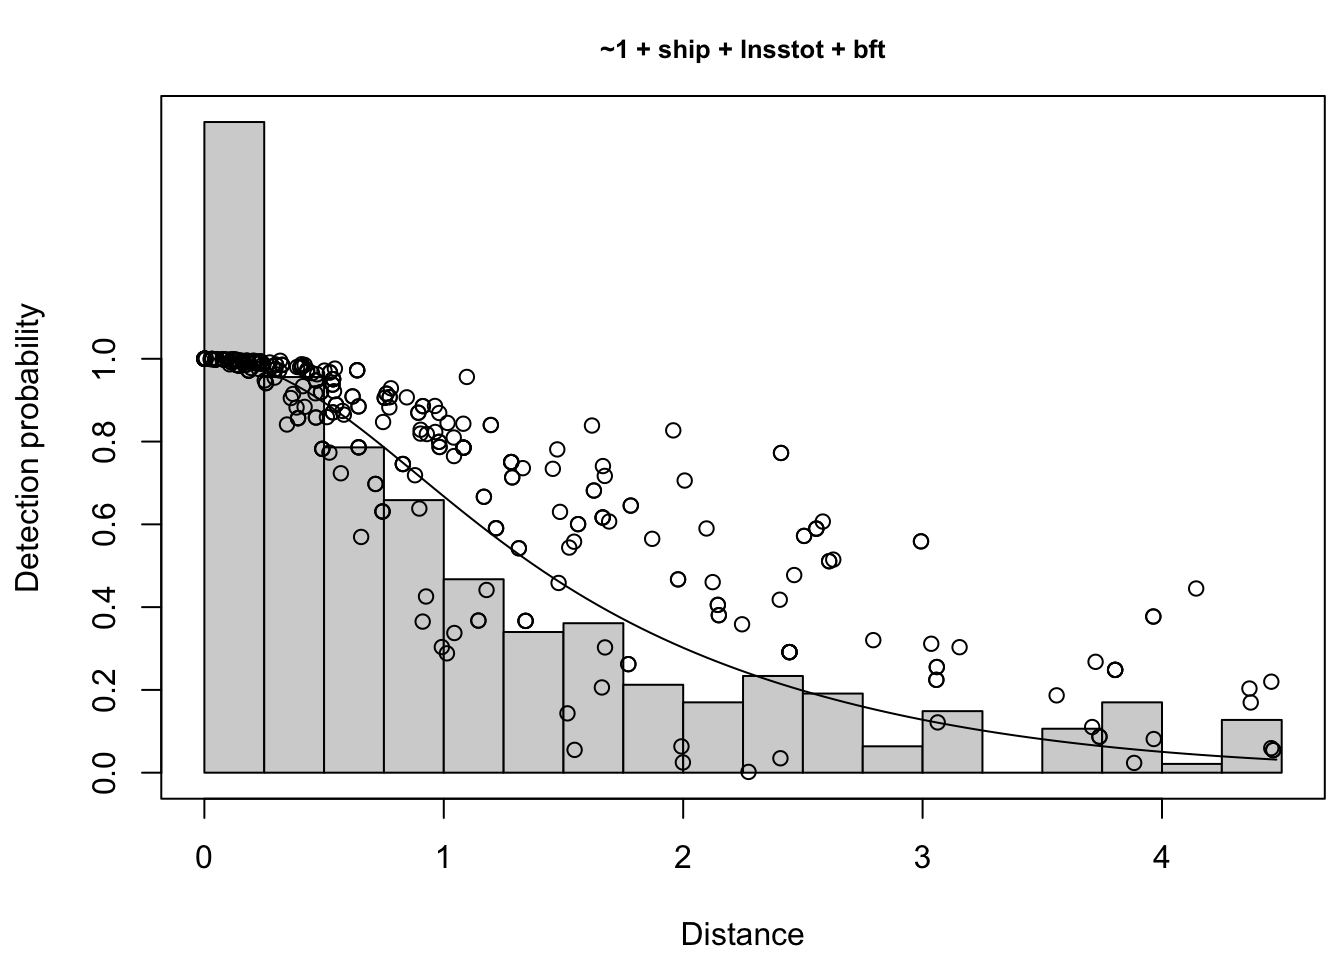 ~1 + ship + lnsstot + bft
Detection probability
1.0
0.8
0.6
0.4
0.2
0.0
0 1 2 3 4
Distance